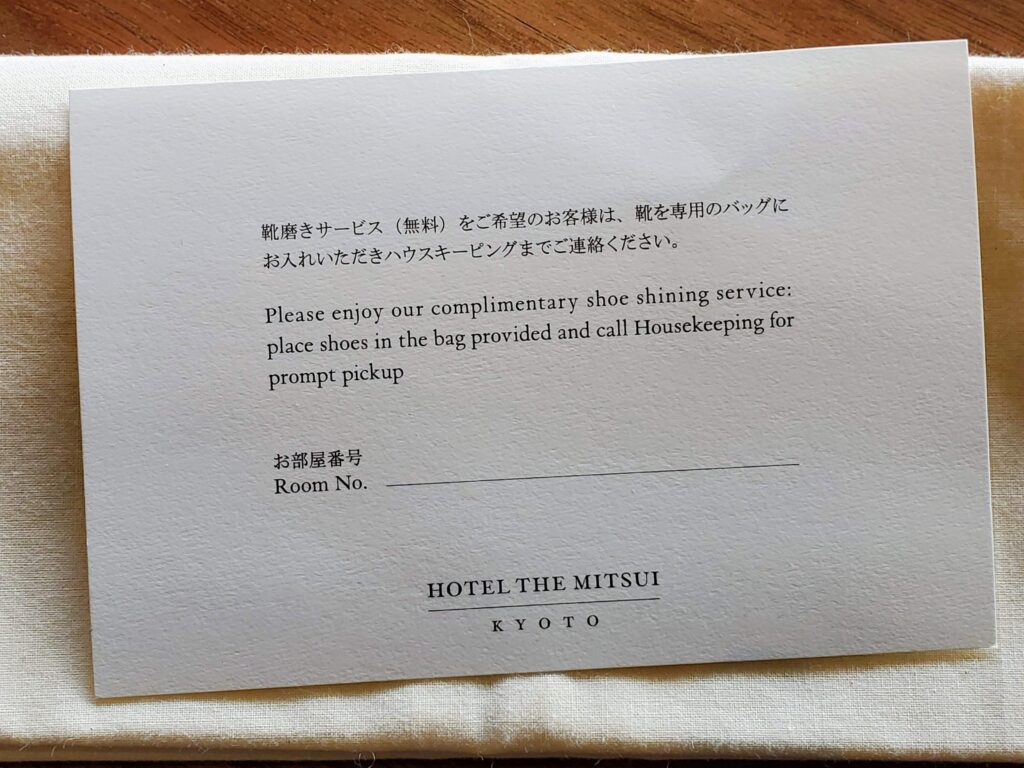 靴磨きサービス（無料）をご希望のお客様は、靴を専用のバッグに
お入れいただきハウスキーピングまでご連絡ください。
Please enjoy our complimentary shoe shining service:
place shoes in the bag provided and call Housekeeping for
prompt pickup
お部屋番号
Room No.
HOTEL THE MITSUI
KYOTO